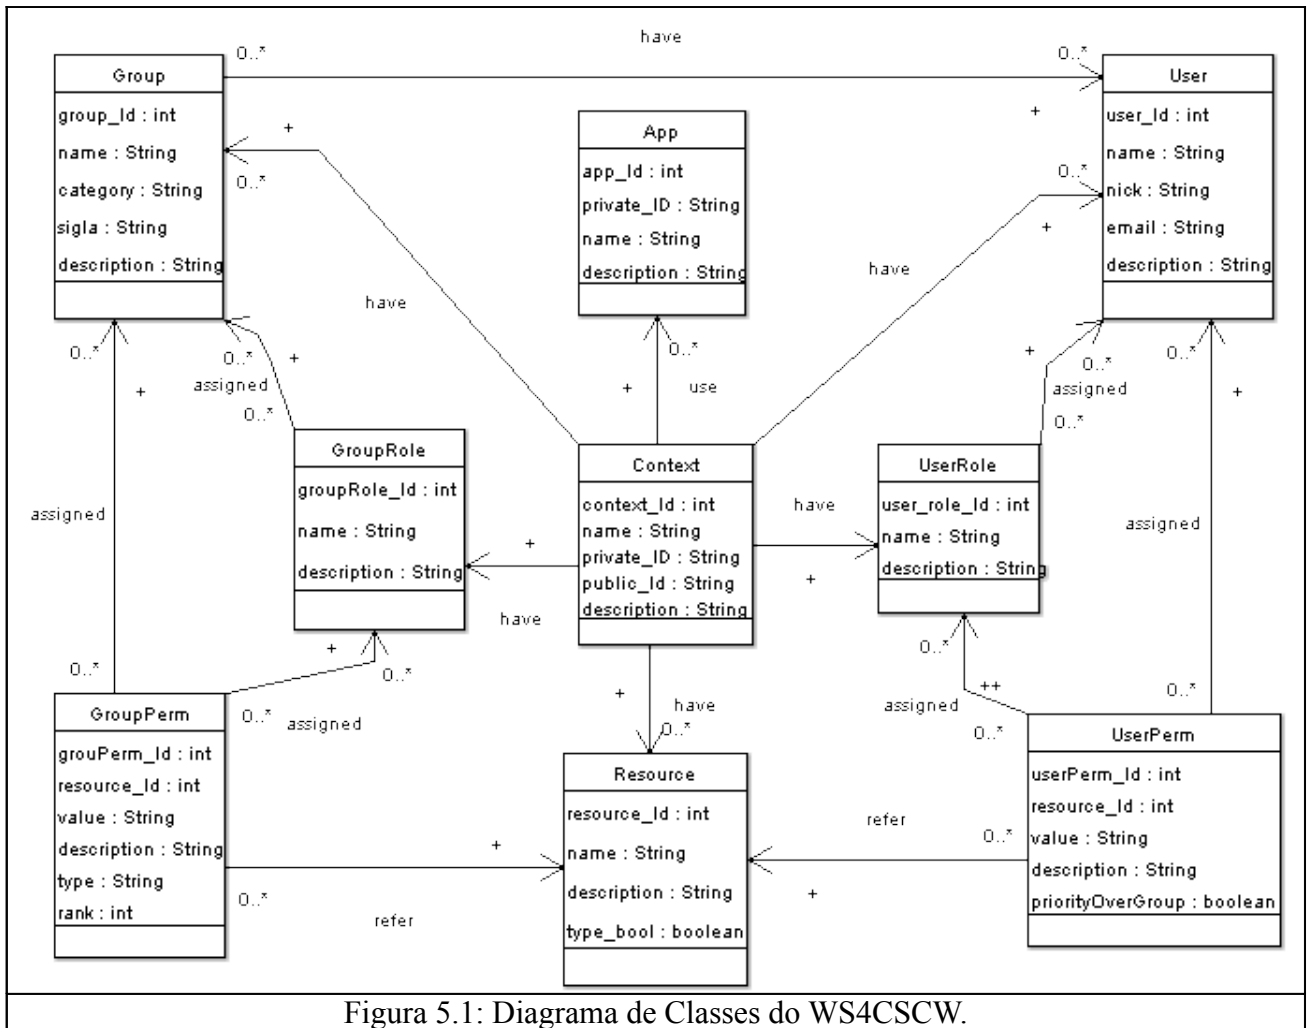 have
0..*
0..*
Group
group_Id : int
name : String
category : String
sigla : String
description : String
User
user_Id : int
name : String
nick : String
email : String
description : String
App
app_Id : int
private_ID : String
name : String
description : String
+
0..*
have
+
0..*
+
have
0..*
+
use
0..*
+
assigned
0..*
+
assigned
0..*
0..*
+
assigned
0..*
+
0..*
assigned
0..*
+
assigned
0..*
GroupRole
groupRole_Id : int
name : String
description : String
Context
context_Id : int
name : String
private_ID : String
public_Id : String
description : String
UserRole
user_role_Id : int
name : String
description : String
+
have
have
+
+
0..*
0..*
assigned
+
have
0..*
0..*
++
assigned
0..*
GroupPerm
grouPerm_Id : int
resource_Id : int
value : String
description : String
type : String
rank : int
Resource
resource_Id : int
name : String
description : String
type_bool : boolean
UserPerm
userPerm_Id : int
resource_Id : int
value : String
description : String
priorityOverGroup : boolean
+
0..*
refer
refer
0..*
+
Figura 5.1: Diagrama de Classes do WS4CSCW.